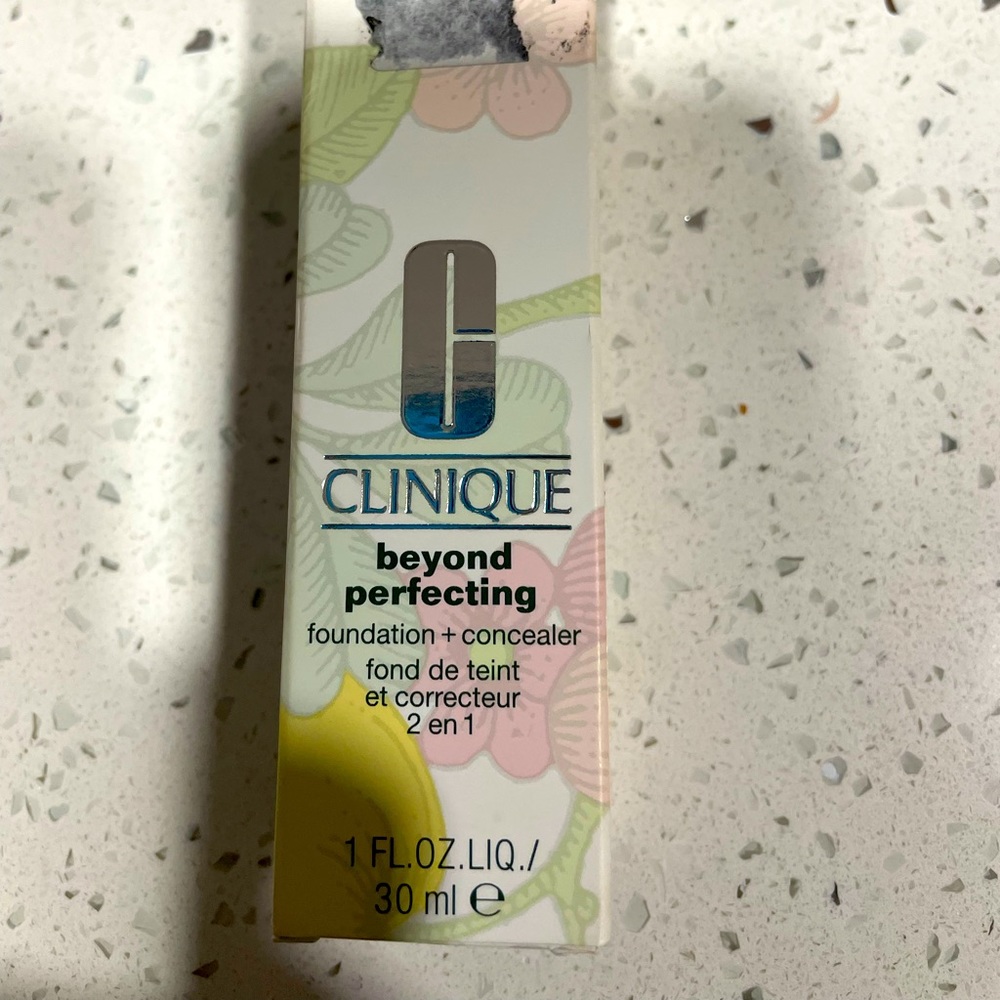 C
CLINIQUE
beyond
perfecting
foundation + concealer
fond de teint
et correcteur
2 en 1
1 FL.OZ.LIQ./
30 ml ℮